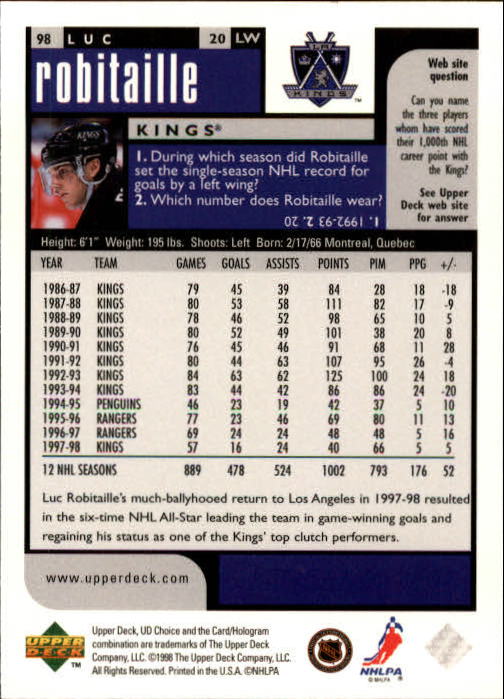 98 LUC 20 LW
robitaille
KINGS
KINGS®
Web site
question
Can you name
the three players
whom have scored
their 1,000th NHL
career point with
the Kings?
See Upper
Deck web site
for answer
1. During which season did Robitaille
set the single-season NHL record for
goals by a left wing?
2. Which number does Robitaille wear?
1. 1992-93 2. 20
Height: 6'1" Weight: 195 lbs. Shoots: Left Born: 2/17/66 Montreal, Quebec
YEAR TEAM GAMES GOALS ASSISTS POINTS PIM PPG +/-
1986-87 KINGS 79 45 39 84 28 18 -18
1987-88 KINGS 80 53 58 111 82 17 -9
1988-89 KINGS 78 46 52 98 65 10 5
1989-90 KINGS 80 52 49 101 38 20 8
1990-91 KINGS 76 45 46 91 68 11 28
1991-92 KINGS 80 44 63 107 95 26 -4
1992-93 KINGS 84 63 62 125 100 24 18
1993-94 KINGS 83 44 42 86 86 24 -20
1994-95 PENGUINS 46 23 19 42 37 5 10
1995-96 RANGERS 77 23 46 69 80 11 13
1996-97 RANGERS 69 24 24 48 48 5 16
1997-98 KINGS 57 16 24 40 66 5 5
12 NHL SEASONS 889 478 524 1002 793 176 52
Luc Robitaille's much-ballyhooed return to Los Angeles in 1997-98 resulted
in the six-time NHL All-Star leading the team in game-winning goals and
regaining his status as one of the Kings' top clutch performers.
www.upperdeck.com
UPPER
DECK
™
Upper Deck, UD Choice and the Card/Hologram
combination are trademarks of The Upper Deck
Company, LLC. ©1998 The Upper Deck Company, LLC.
All Rights Reserved. Printed in the U.S.A. ©NHLPA
NHLPA
© NHLPA